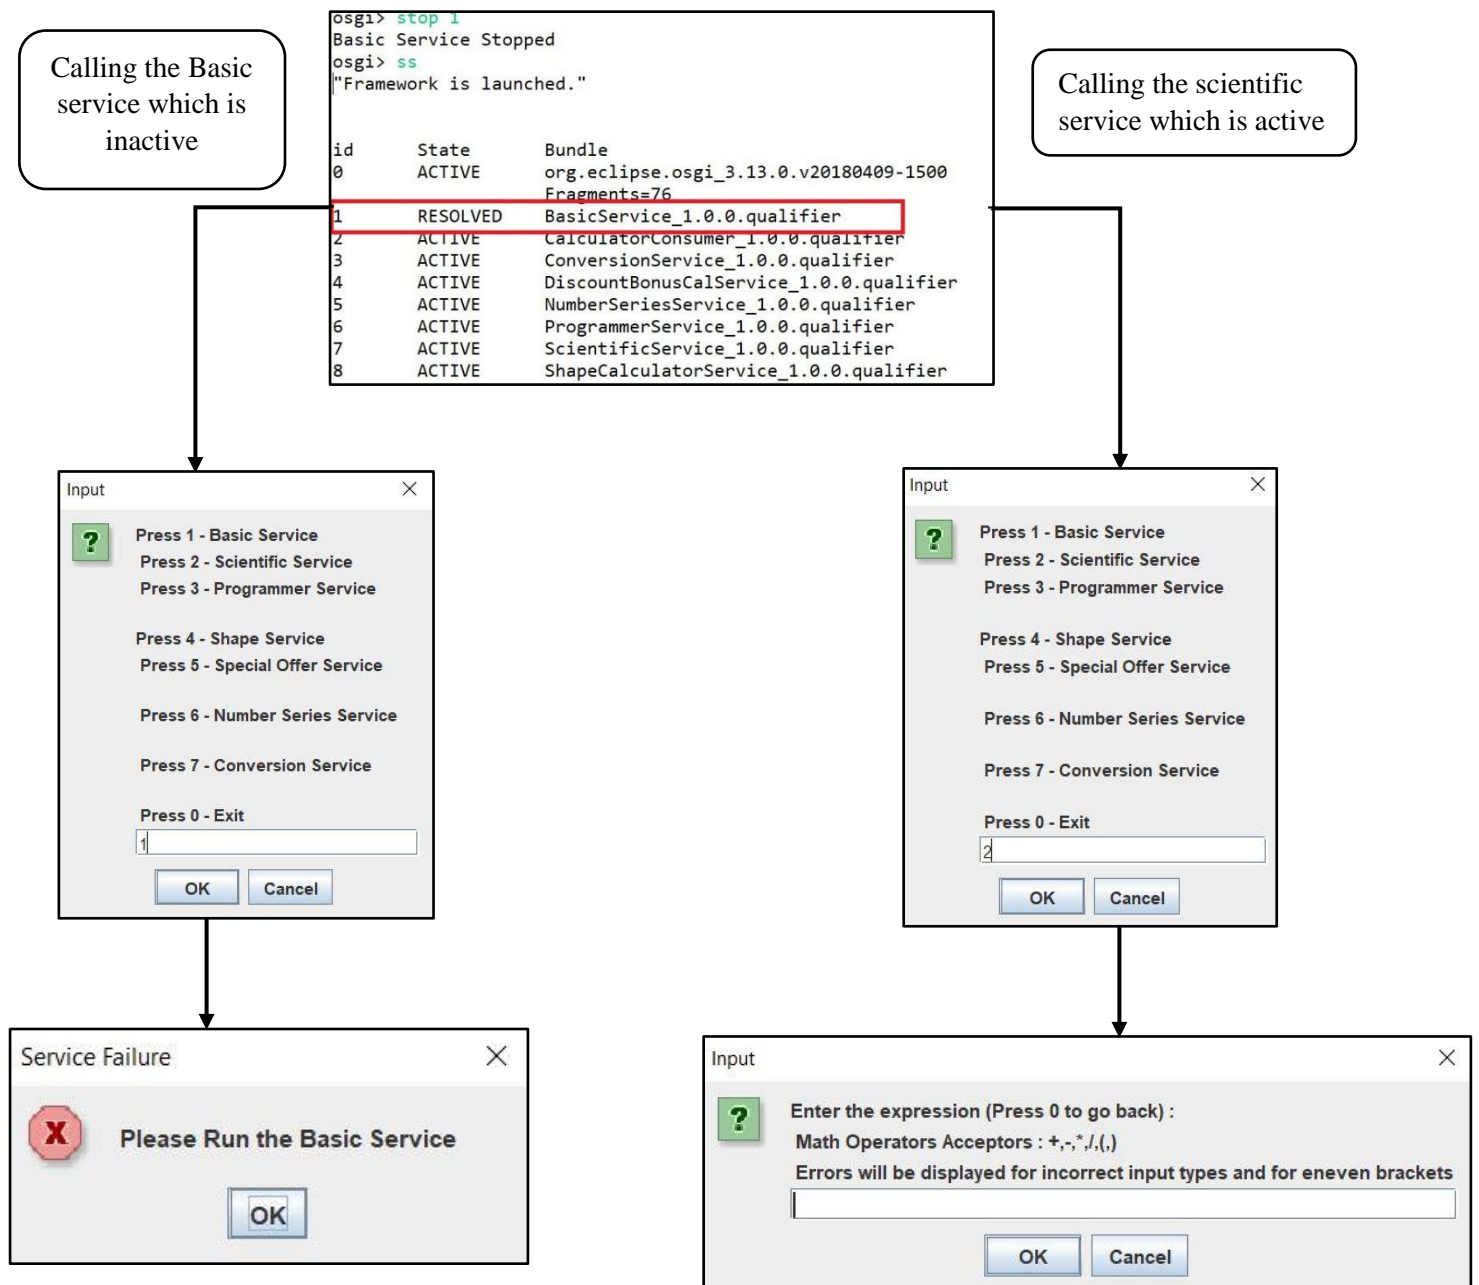 Calling the Basic
service which is
inactive
osgi> stop 1
Basic Service Stopped
osgi> ss
"Framework is launched."
id State Bundle
0 ACTIVE org.eclipse.osgi_3.13.0.v20180409-1500
Fragments=76
1 RESOLVED BasicService_1.0.0.qualifier
2 ACTIVE CalculatorConsumer_1.0.0.qualifier
3 ACTIVE ConversionService_1.0.0.qualifier
4 ACTIVE DiscountBonusCalService_1.0.0.qualifier
5 ACTIVE NumberSeriesService_1.0.0.qualifier
6 ACTIVE ProgrammerService_1.0.0.qualifier
7 ACTIVE ScientificService_1.0.0.qualifier
8 ACTIVE ShapeCalculatorService_1.0.0.qualifier
Calling the scientific
service which is active
Input
Press 1 - Basic Service
Press 2 - Scientific Service
Press 3 - Programmer Service
Press 4 - Shape Service
Press 5 - Special Offer Service
Press 6 - Number Series Service
Press 7 - Conversion Service
Press 0 - Exit
1
OK Cancel
Input
Press 1 - Basic Service
Press 2 - Scientific Service
Press 3 - Programmer Service
Press 4 - Shape Service
Press 5 - Special Offer Service
Press 6 - Number Series Service
Press 7 - Conversion Service
Press 0 - Exit
2
OK Cancel
Service Failure
Please Run the Basic Service
OK
Input
Enter the expression (Press 0 to go back) :
Math Operators Acceptors : +,-,*,/,(,)
Errors will be displayed for incorrect input types and for eneven brackets
OK Cancel